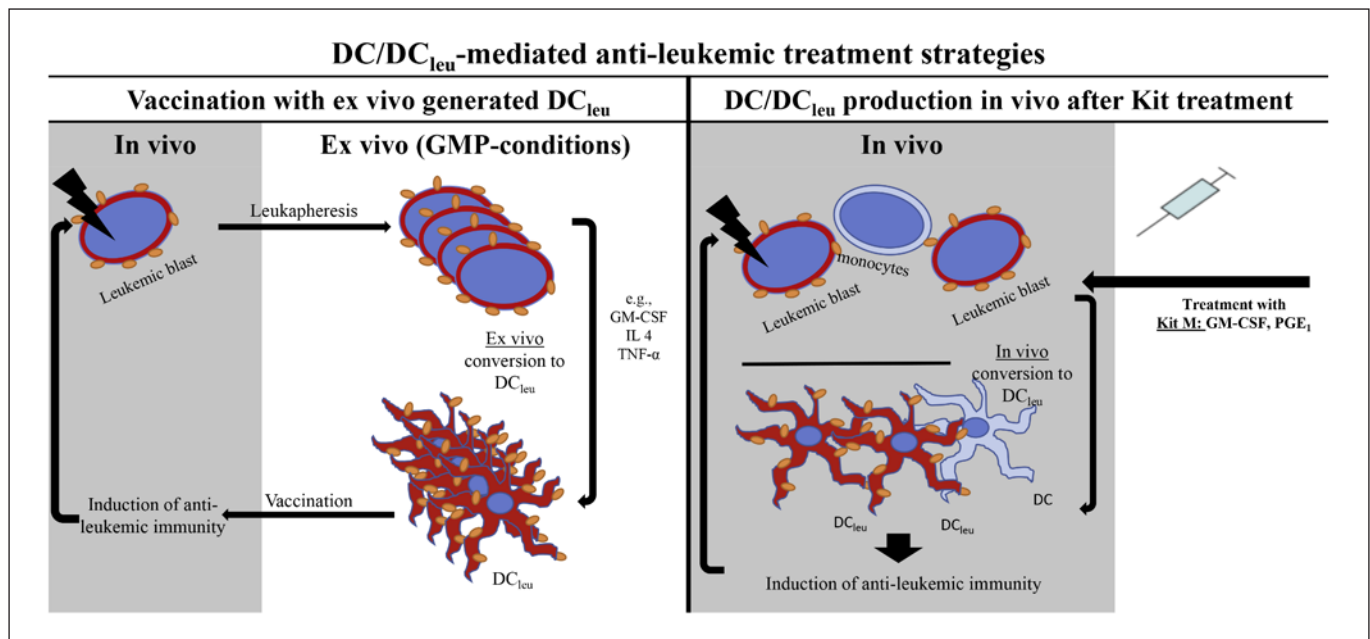 DC/DCleu-mediated anti-leukemic treatment strategies
Vaccination with ex vivo generated DCleu
DC/DCleu production in vivo after Kit treatment
In vivo
Ex vivo (GMP-conditions)
Leukemic blast
Leukapheresis
e.g.,
GM-CSF
IL 4
TNF-α
Ex vivo
conversion to
DCleu
Induction of anti-
leukemic immunity
Vaccination
DCleu
In vivo
monocytes
Leukemic blast
Leukemic blast
Treatment with
Kit M: GM-CSF, PGE1
In vivo
conversion to
DCleu
DC
DCleu
DCleu
Induction of anti-leukemic immunity